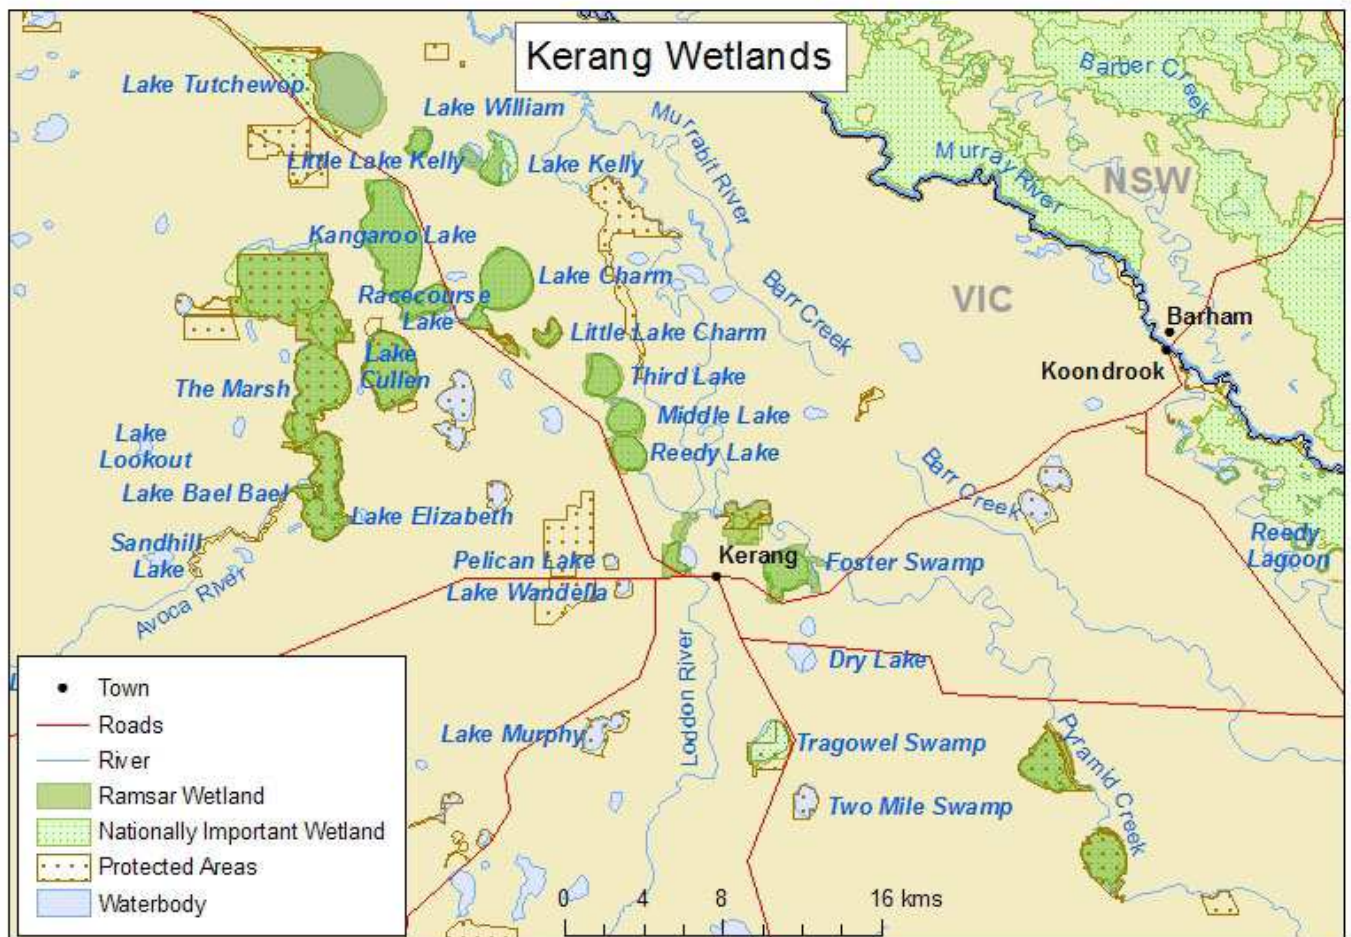 Kerang Wetlands
Barber Creek
Lake Tutchewop
Lake William
Murrabit River
Murray River
NSW
Little Lake Kelly
Lake Kelly
Kangaroo Lake
Lake Charm
Barr Creek
VIC
Racecourse
Lake
Barham
Little Lake Charm
Lake
Cullen
Koondrook
The Marsh
Third Lake
Middle Lake
Lake
Lookout
Reedy Lake
Barr Creek
Lake Bael Bael
Lake Elizabeth
Reedy
Lagoon
Sandhill
Lake
Pelican Lake
Kerang
Foster Swamp
Lake Wandella
Avoca River
Loddon River
Dry Lake
Lake Murphy
Tragowel Swamp
Pyramid Creek
Two Mile Swamp
Town
Roads
River
Ramsar Wetland
Nationally Important Wetland
Protected Areas
Waterbody
0 4 8 16 kms